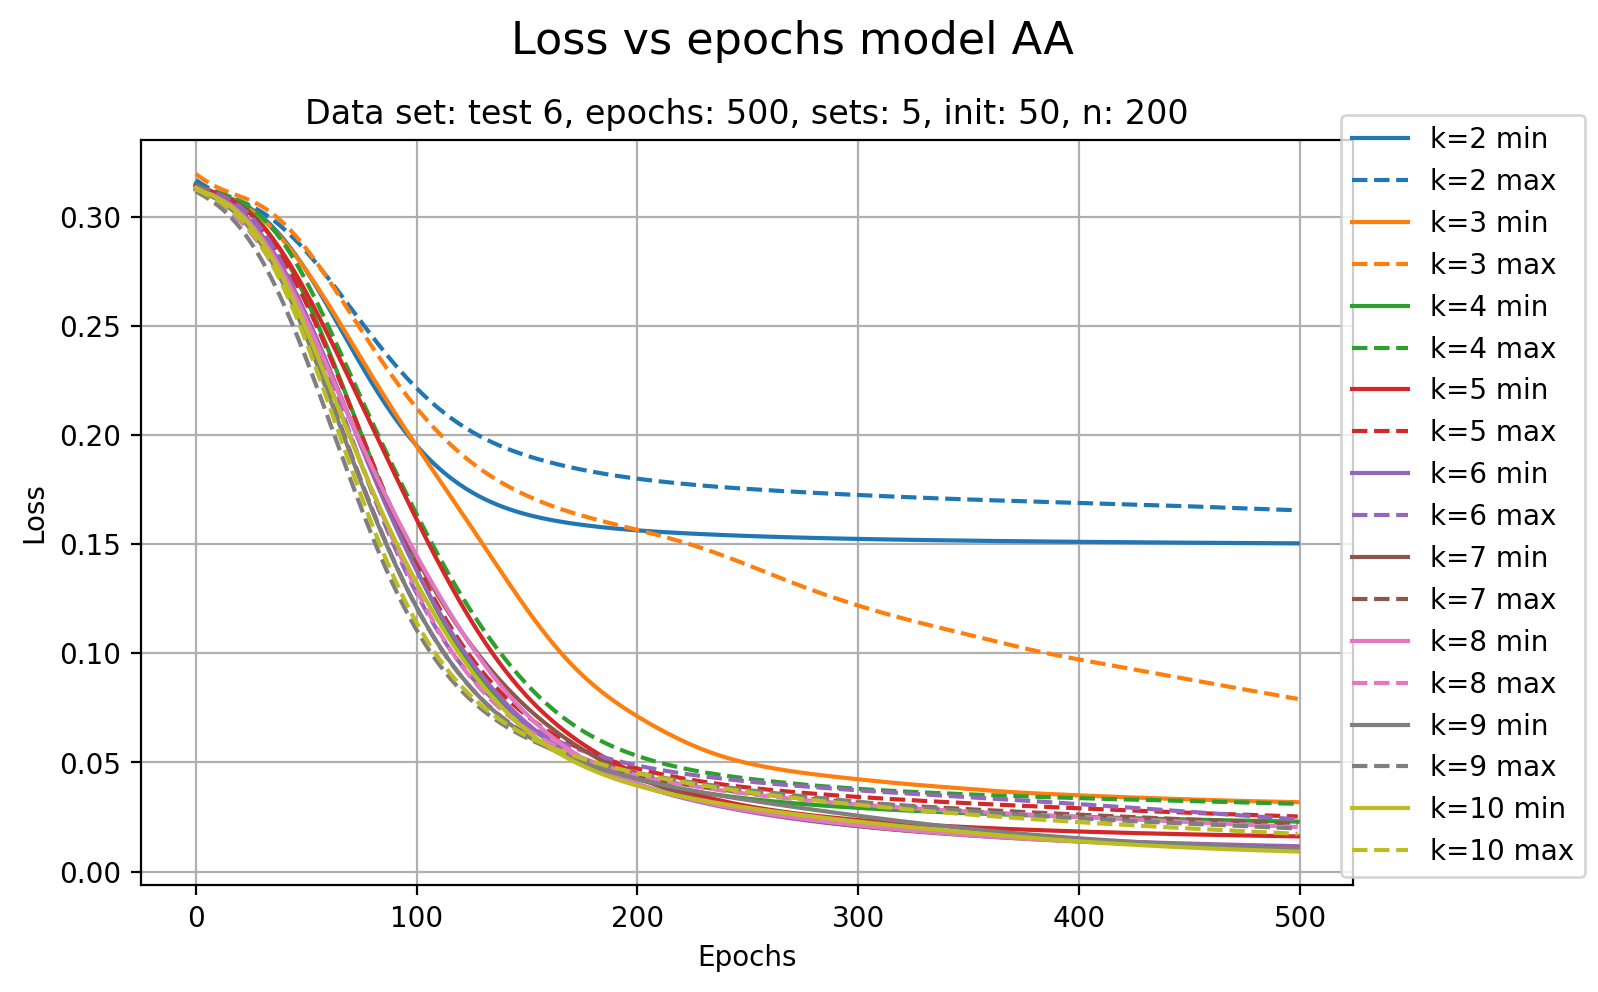 Loss vs epochs model AA
Data set: test 6, epochs: 500, sets: 5, init: 50, n: 200
k=2 min
k=2 max
k=3 min
k=3 max
k=4 min
k=4 max
k=5 min
k=5 max
k=6 min
k=6 max
k=7 min
k=7 max
k=8 min
k=8 max
k=9 min
k=9 max
k=10 min
k=10 max
Loss
0.30
0.25
0.20
0.15
0.10
0.05
0.00
0 100 200 300 400 500
Epochs